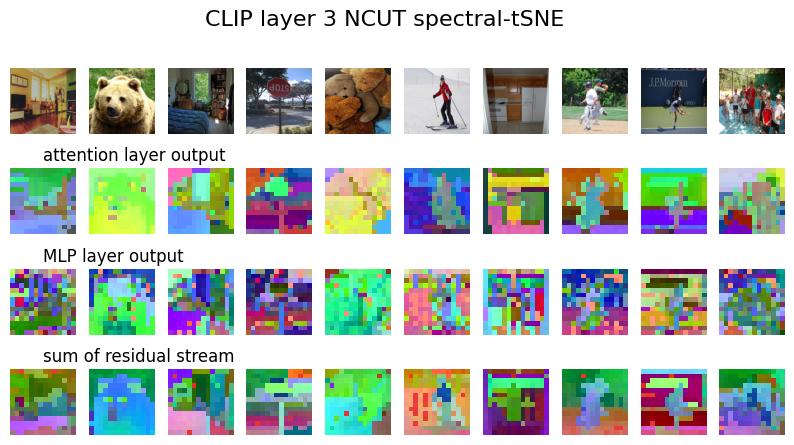 CLIP layer 3 NCUT spectral-tSNE
STOP
J.P.Morgan
attention layer output
MLP layer output
sum of residual stream